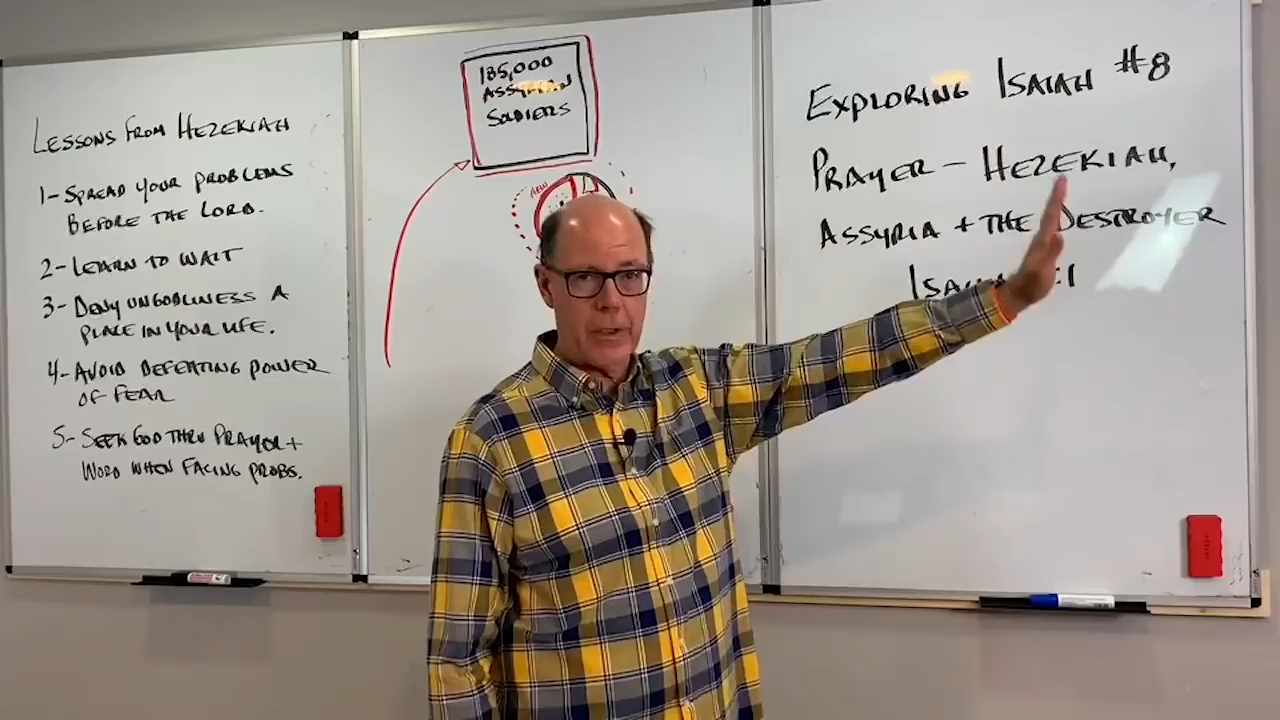 LESSONS FROM HEZEKIAH
1- SPREAD YOUR PROBLEMS
BEFORE THE LORD.
2- LEARN TO WAIT
3- DENY UNGODLINESS A
PLACE IN YOUR LIFE.
4- AVOID DEFEATING POWER
OF FEAR
5- SEEK GOD THRU PRAYER +
WORD WHEN FACING PROBS.
185,000
ASSYRIAN
SOLDIERS
NEW
EXPLORING ISAIAH #8
PRAYER - HEZEKIAH,
ASSYRIA + THE DESTROYER